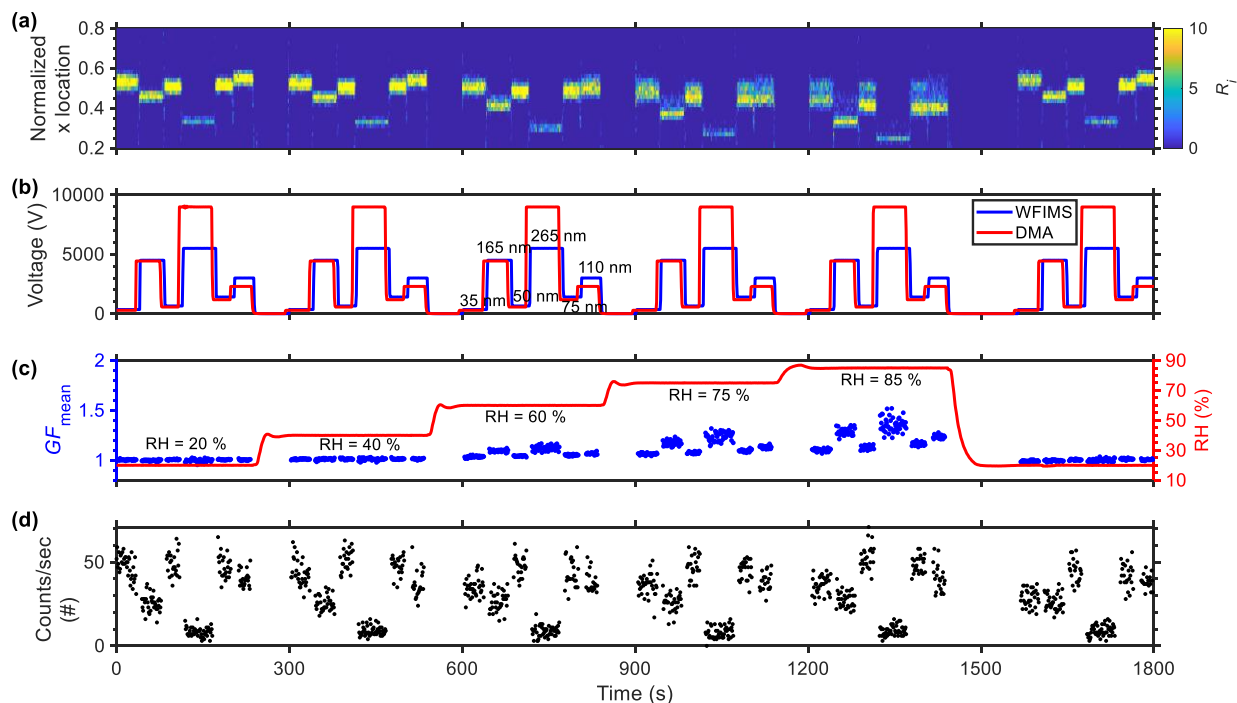 (a)
0.8
0.6
0.4
0.2
Normalized
x location
10
5
0
R_i
(b)
10000
5000
0
Voltage (V)
WFIMS
DMA
35 nm
165 nm
50 nm
265 nm
75 nm
110 nm
(c)
2
1.5
1
GF_mean
RH = 20 %
RH = 40 %
RH = 60 %
RH = 75 %
RH = 85 %
90
70
50
30
10
RH (%)
(d)
50
0
Counts/sec
(#)
0
300
600
900
1200
1500
1800
Time (s)